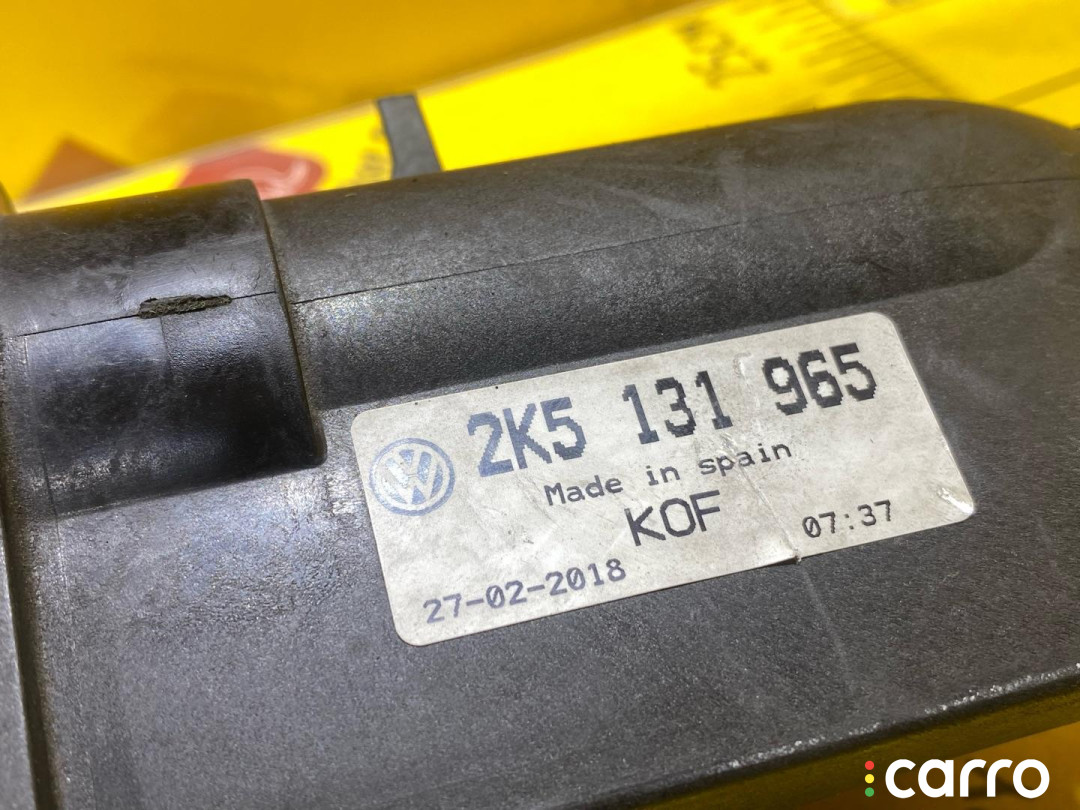 2K5 131 965
Made in spain
KOF
27-02-2018 07:37
carro